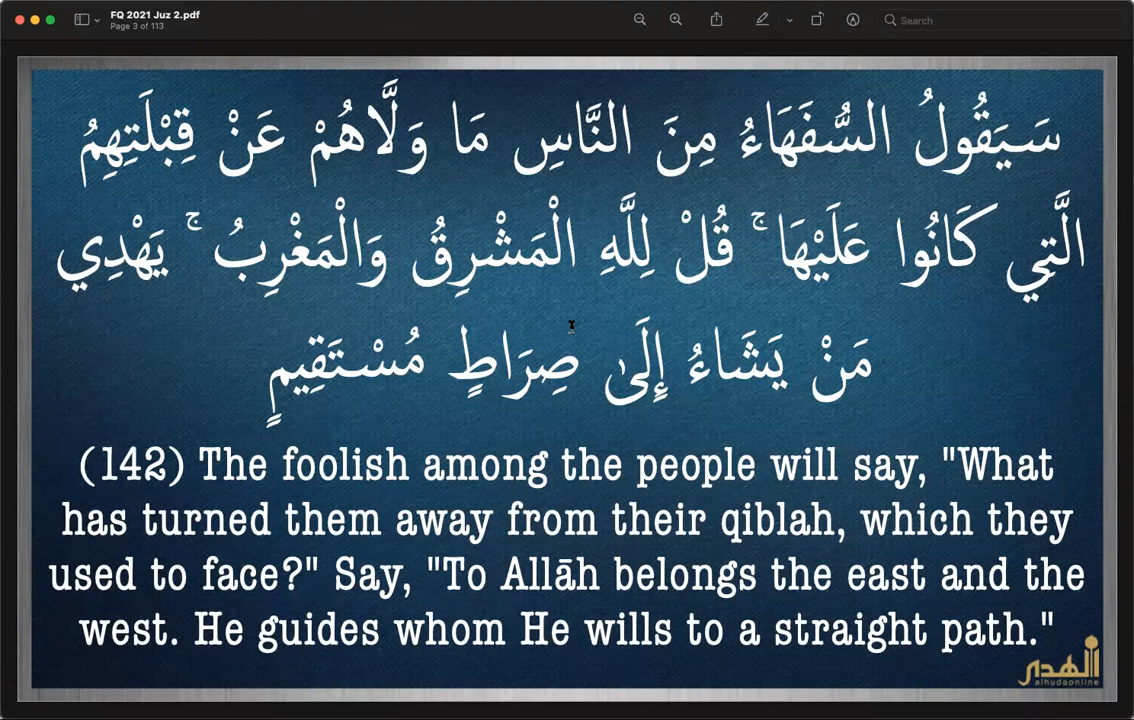 FQ 2021 Juz 2.pdf
Page 3 of 113
Search
سَيَقُولُ السُّفَهَاءُ مِنَ النَّاسِ مَا وَلَّاهُمْ عَنْ قِبْلَتِهِمُ
الَّتِي كَانُوا عَلَيْهَا ۚ قُلْ لِلَّهِ الْمَشْرِقُ وَالْمَغْرِبُ ۚ يَهْدِي
مَنْ يَشَاءُ إِلَىٰ صِرَاطٍ مُسْتَقِيمٍ
(142) The foolish among the people will say, "What
has turned them away from their qiblah, which they
used to face?" Say, "To Allāh belongs the east and the
west. He guides whom He wills to a straight path."
الهدى
alhudaonline